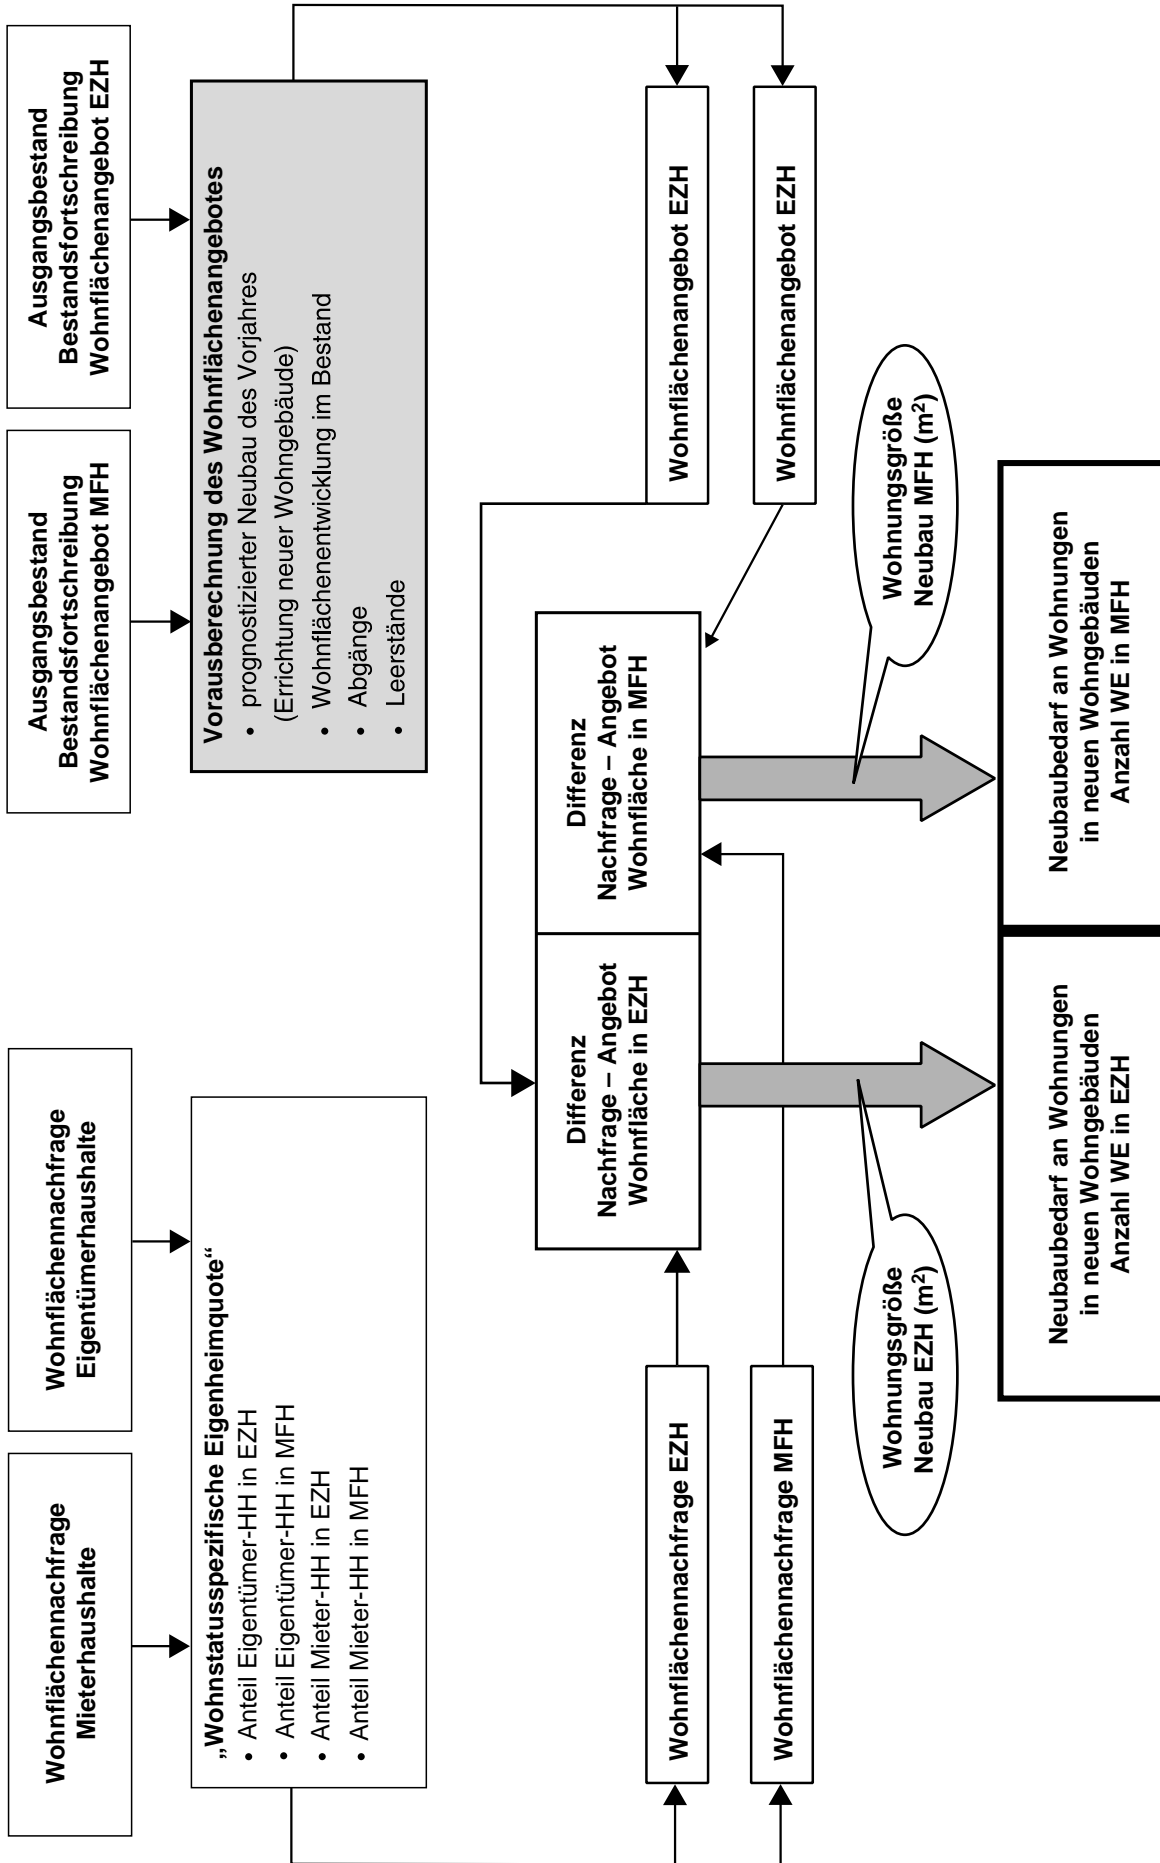 Wohnflächennachfrage
Mieterhaushalte
Wohnflächennachfrage
Eigentümerhaushalte
Ausgangsbestand
Bestandsfortschreibung
Wohnflächenangebot MFH
Ausgangsbestand
Bestandsfortschreibung
Wohnflächenangebot EZH
„Wohnstatusspezifische Eigenheimquote“
• Anteil Eigentümer-HH in EZH
• Anteil Eigentümer-HH in MFH
• Anteil Mieter-HH in EZH
• Anteil Mieter-HH in MFH
Vorausberechnung des Wohnflächenangebotes
• prognostizierter Neubau des Vorjahres
(Errichtung neuer Wohngebäude)
• Wohnflächenentwicklung im Bestand
• Abgänge
• Leerstände
Differenz
Nachfrage – Angebot
Wohnfläche in EZH
Differenz
Nachfrage – Angebot
Wohnfläche in MFH
Wohnflächennachfrage EZH
Wohnflächenangebot EZH
Wohnflächennachfrage MFH
Wohnflächenangebot EZH
Wohnungsgröße
Neubau EZH (m²)
Wohnungsgröße
Neubau MFH (m²)
Neubaubedarf an Wohnungen
in neuen Wohngebäuden
Anzahl WE in EZH
Neubaubedarf an Wohnungen
in neuen Wohngebäuden
Anzahl WE in MFH